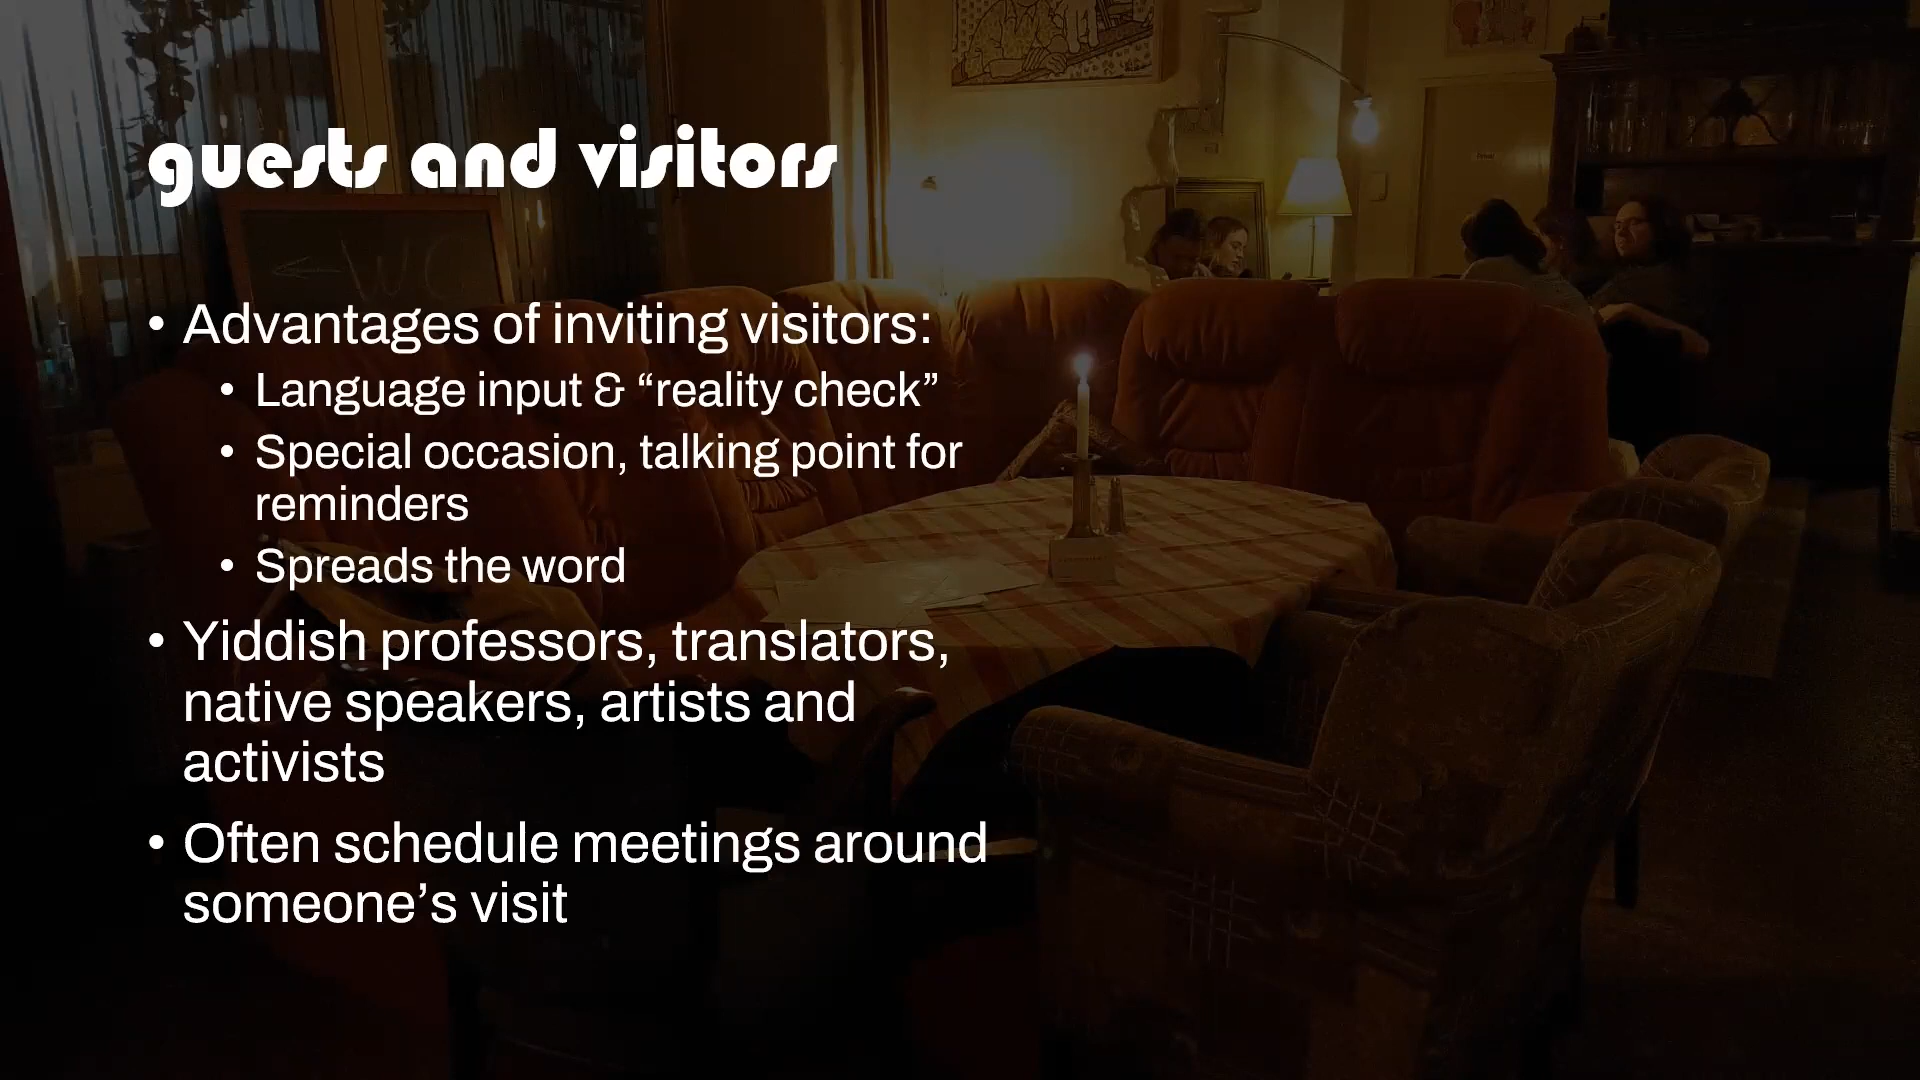 guests and visitors
← WC
• Advantages of inviting visitors:
• Language input & “reality check”
• Special occasion, talking point for
reminders
• Spreads the word
• Yiddish professors, translators,
native speakers, artists and
activists
• Often schedule meetings around
someone’s visit